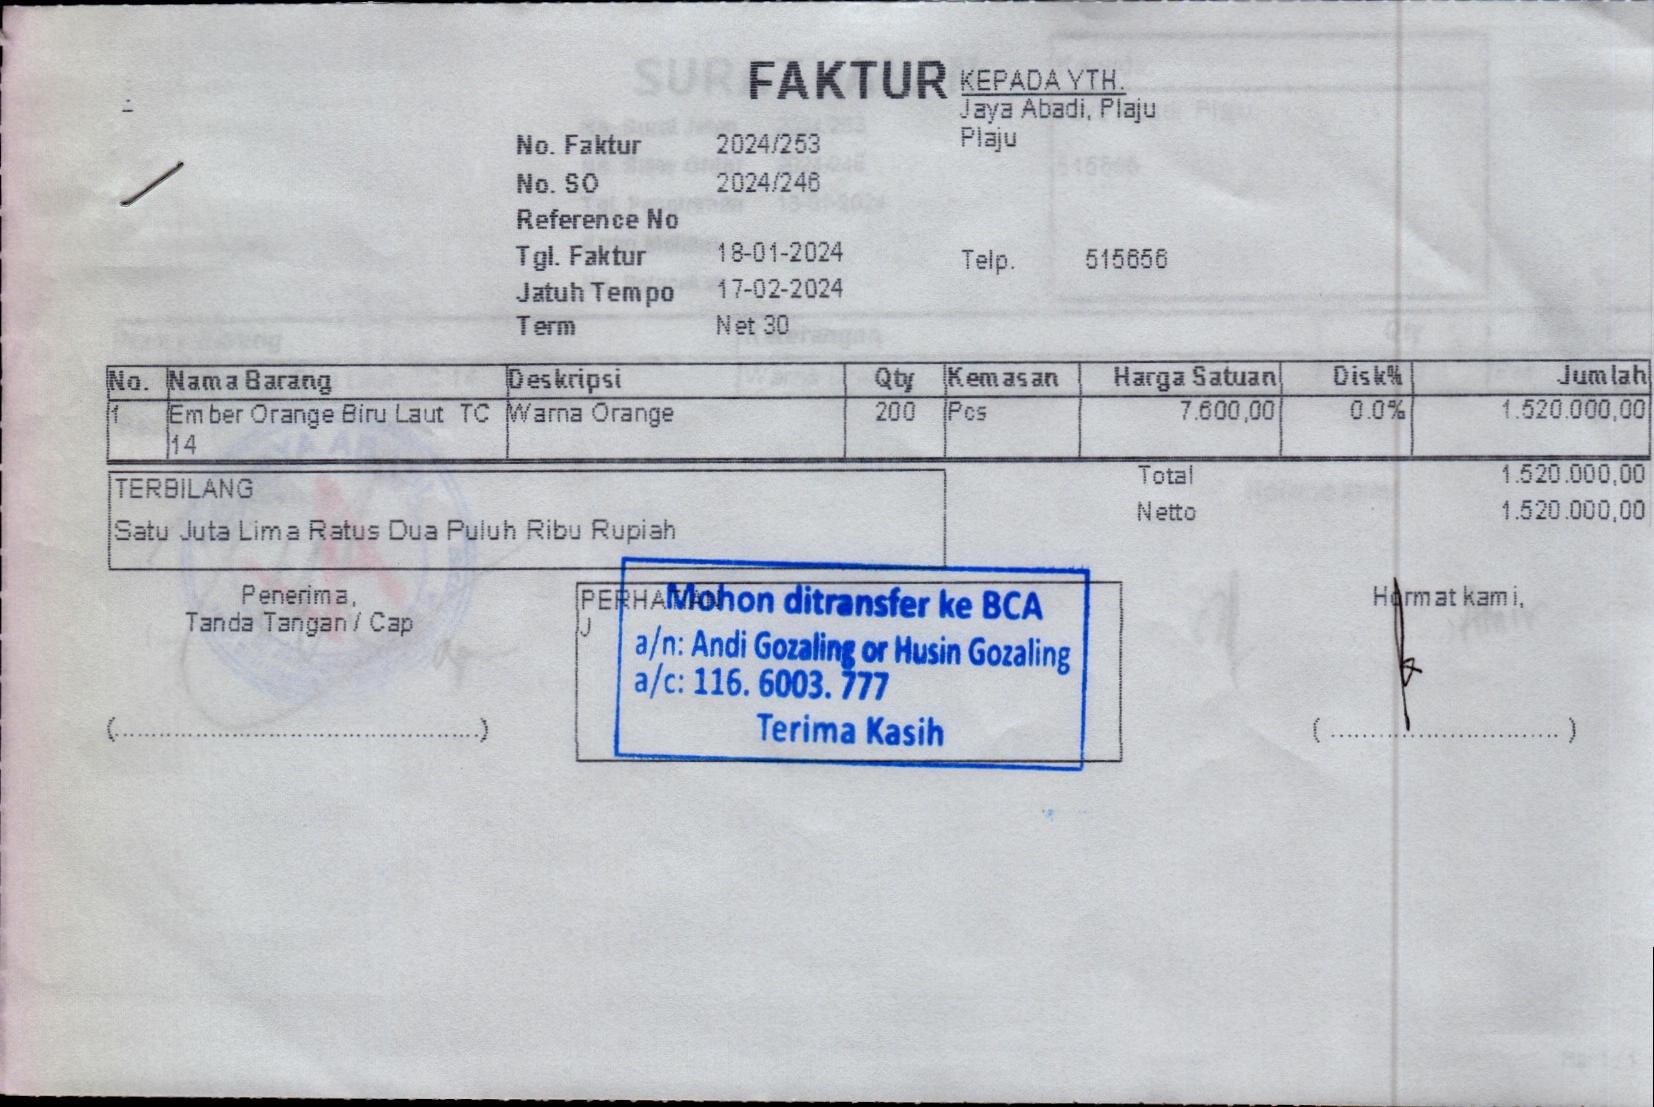 FAKTUR
KEPADA YTH.
Jaya Abadi, Plaju
Plaju
No. Faktur 2024/253
No. SO 2024/246
Reference No
Tgl. Faktur 18-01-2024
Telp. 515656
Jatuh Tempo 17-02-2024
Term Net 30
No. Nama Barang Deskripsi Qty Kemasan Harga Satuan Disk% Jumlah
1 Ember Orange Biru Laut TC Warna Orange 200 Pcs 7.600,00 0.0% 1.520.000,00
14
Total 1.520.000,00
Netto 1.520.000,00
TERBILANG
Satu Juta Lima Ratus Dua Puluh Ribu Rupiah
Penerima,
Tanda Tangan / Cap
(............................................)
PERHATIAN
Mohon ditransfer ke BCA
a/n: Andi Gozaling or Husin Gozaling
a/c: 116. 6003. 777
Terima Kasih
Hormat kami,
(............................)